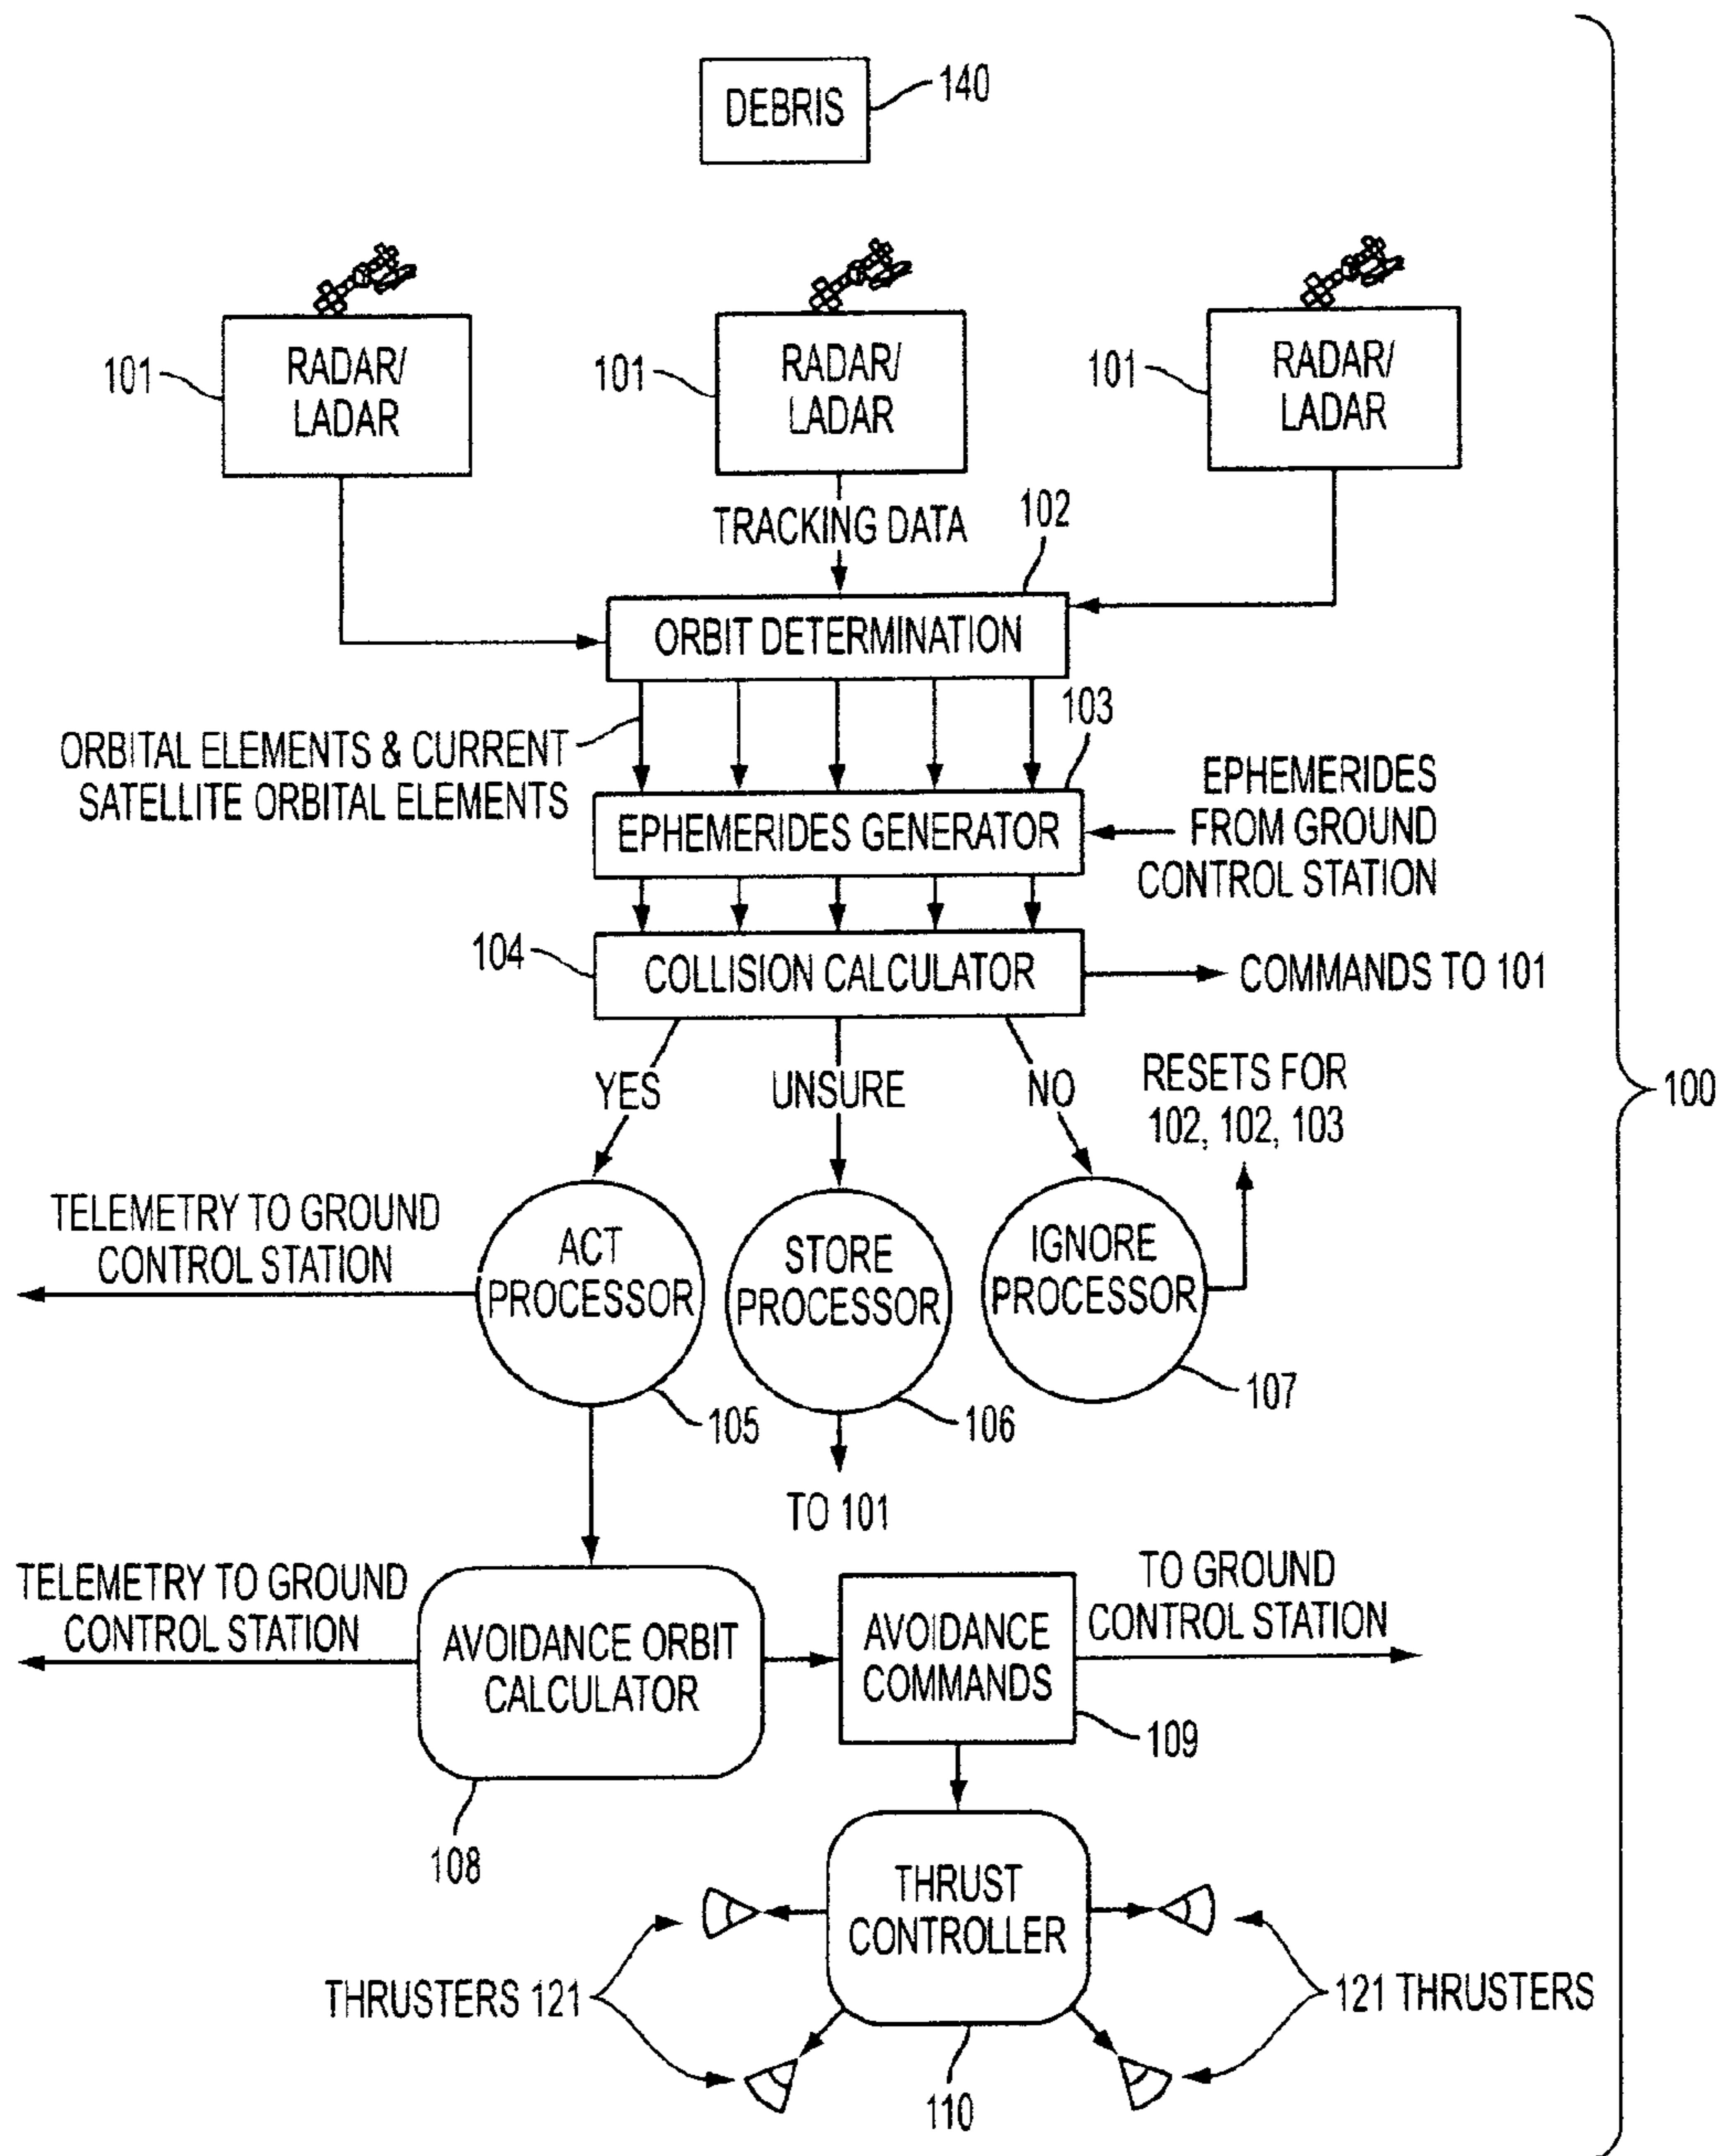 DEBRIS
140
101
RADAR/
LADAR
101
RADAR/
LADAR
101
RADAR/
LADAR
TRACKING DATA
102
ORBIT DETERMINATION
103
ORBITAL ELEMENTS & CURRENT
SATELLITE ORBITAL ELEMENTS
EPHEMERIDES GENERATOR
EPHEMERIDES
FROM GROUND
CONTROL STATION
104
COLLISION CALCULATOR
COMMANDS TO 101
YES
UNSURE
NO
RESETS FOR
102, 102, 103
100
TELEMETRY TO GROUND
CONTROL STATION
ACT
PROCESSOR
STORE
PROCESSOR
IGNORE
PROCESSOR
105
106
107
TO 101
TELEMETRY TO GROUND
CONTROL STATION
AVOIDANCE ORBIT
CALCULATOR
AVOIDANCE
COMMANDS
TO GROUND
CONTROL STATION
109
108
THRUST
CONTROLLER
THRUSTERS 121
121 THRUSTERS
110